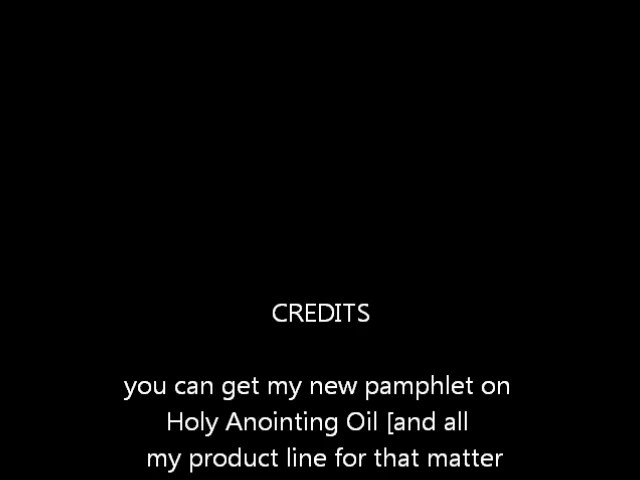 CREDITS
you can get my new pamphlet on
Holy Anointing Oil [and all
my product line for that matter